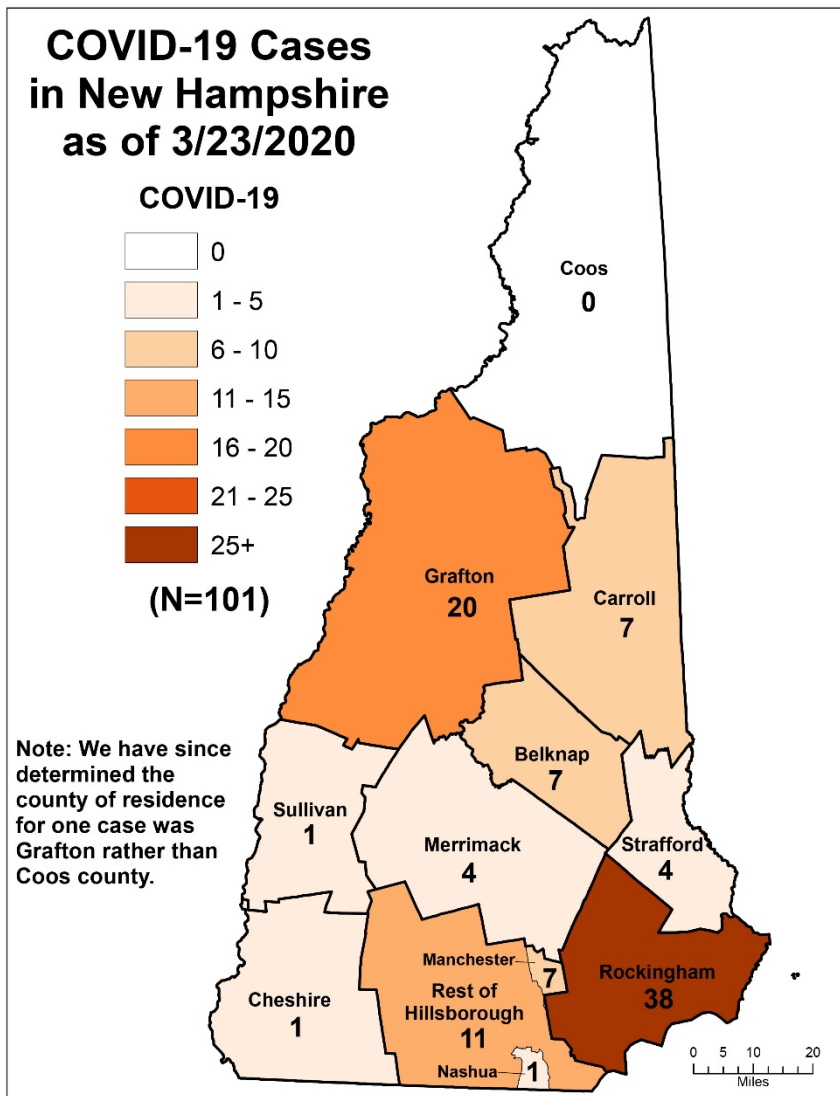 COVID-19 Cases
in New Hampshire
as of 3/23/2020
COVID-19
0
1 - 5
6 - 10
11 - 15
16 - 20
21 - 25
25+
(N=101)
Note: We have since
determined the
county of residence
for one case was
Grafton rather than
Coos county.
Coos
0
Grafton
20
Carroll
7
Belknap
7
Sullivan
1
Merrimack
4
Strafford
4
Manchester
7
Rockingham
38
Cheshire
1
Rest of
Hillsborough
11
Nashua
1
0 5 10 20
Miles